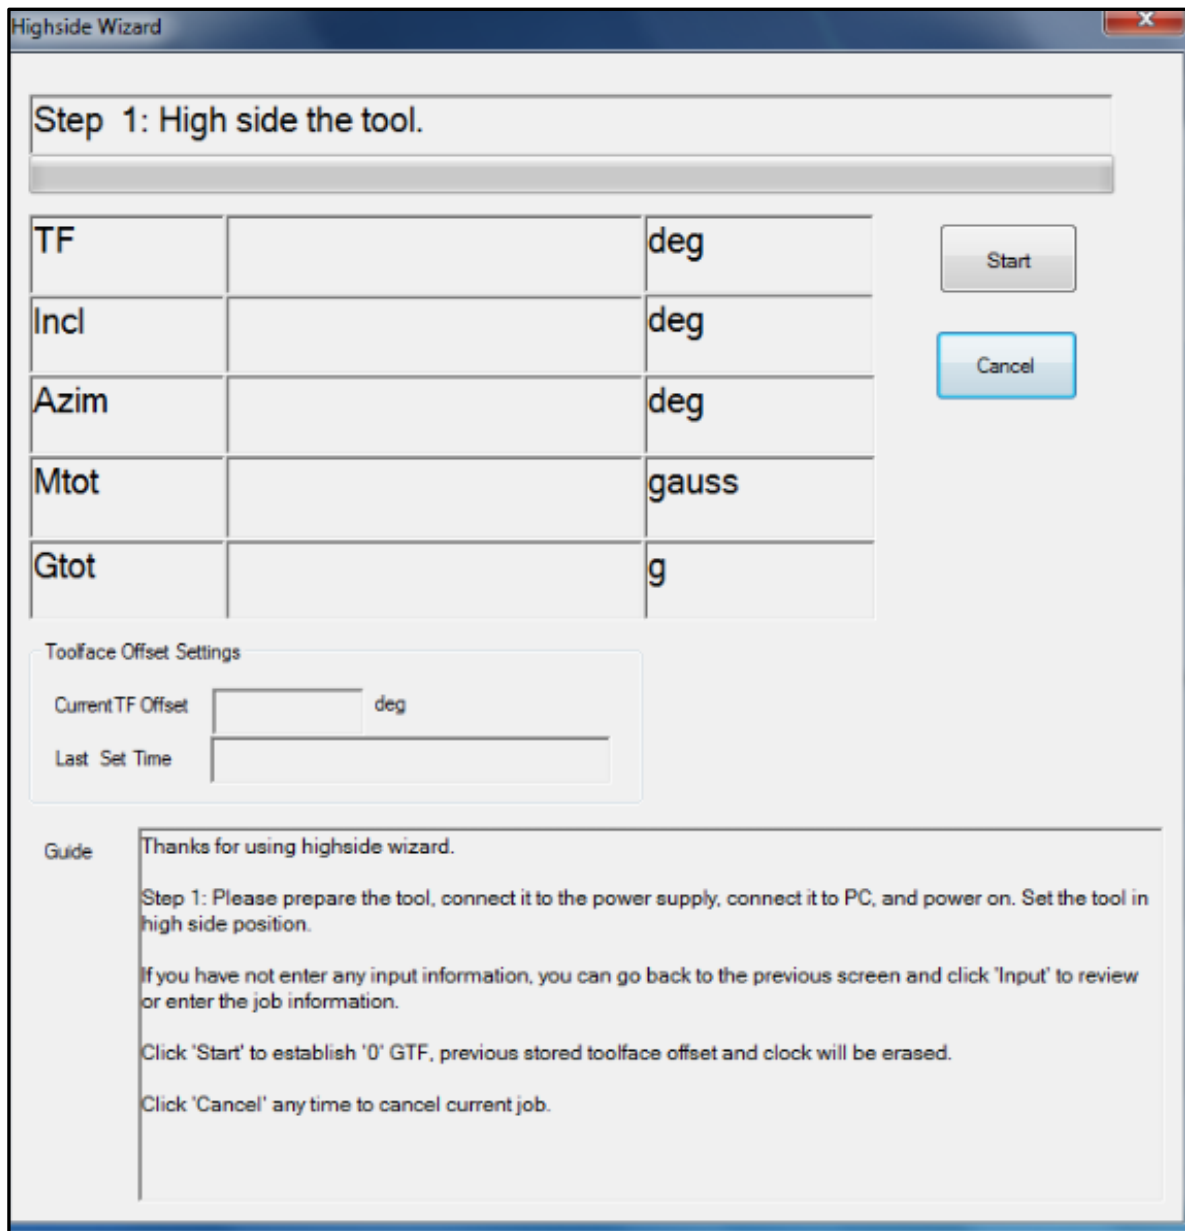 Highside Wizard
Step 1: High side the tool.
TF deg
Start
Incl deg
Cancel
Azim deg
Mtot gauss
Gtot g
Toolface Offset Settings
CurrentTF Offset deg
Last Set Time
Guide
Thanks for using highside wizard.
Step 1: Please prepare the tool, connect it to the power supply, connect it to PC, and power on. Set the tool in
high side position.
If you have not enter any input information, you can go back to the previous screen and click 'Input' to review
or enter the job information.
Click 'Start' to establish '0' GTF, previous stored toolface offset and clock will be erased.
Click 'Cancel' any time to cancel current job.